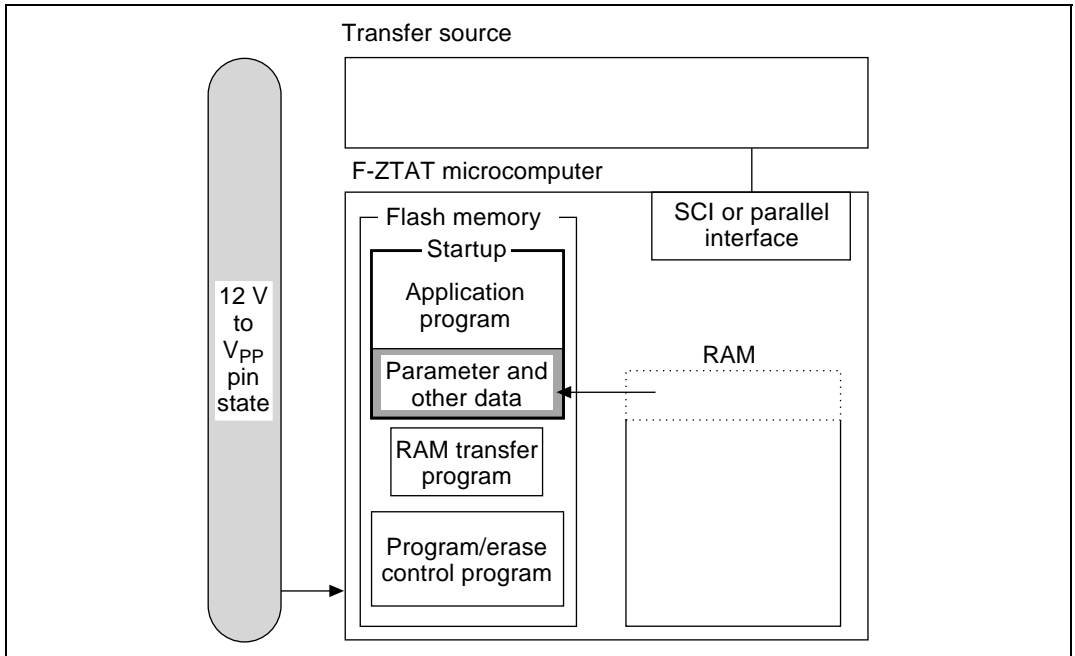 Transfer source
F-ZTAT microcomputer
SCI or parallel
interface
Flash memory
Startup
Application
program
12 V
to
VPP
pin
state
Parameter and
other data
RAM
RAM transfer
program
Program/erase
control program